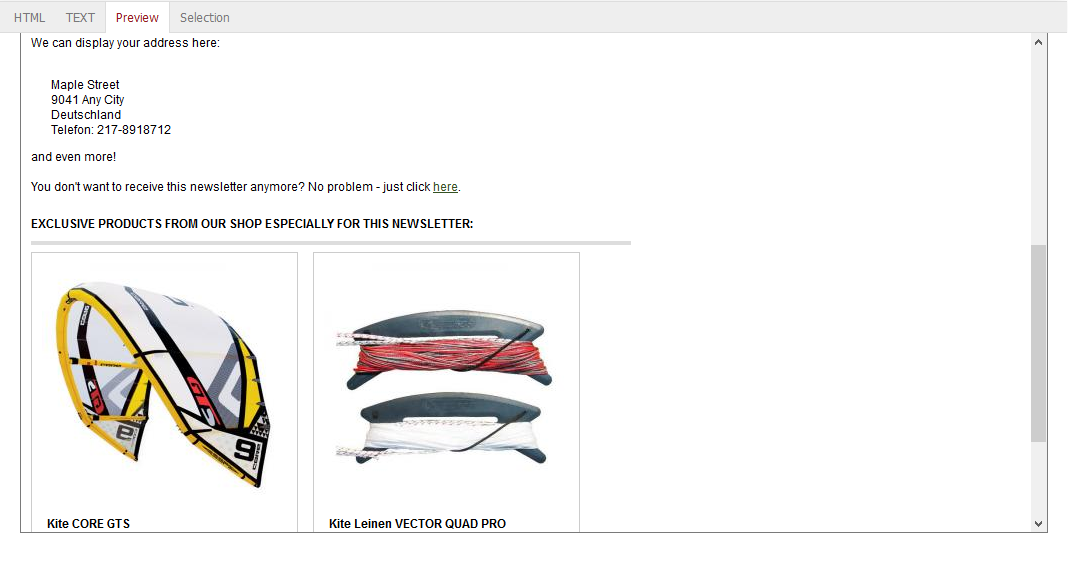 HTML TEXT Preview Selection
We can display your address here:
Maple Street
9041 Any City
Deutschland
Telefon: 217-8918712
and even more!
You don't want to receive this newsletter anymore? No problem - just click here.
EXCLUSIVE PRODUCTS FROM OUR SHOP ESPECIALLY FOR THIS NEWSLETTER:
9
9
Kite CORE GTS
Kite Leinen VECTOR QUAD PRO